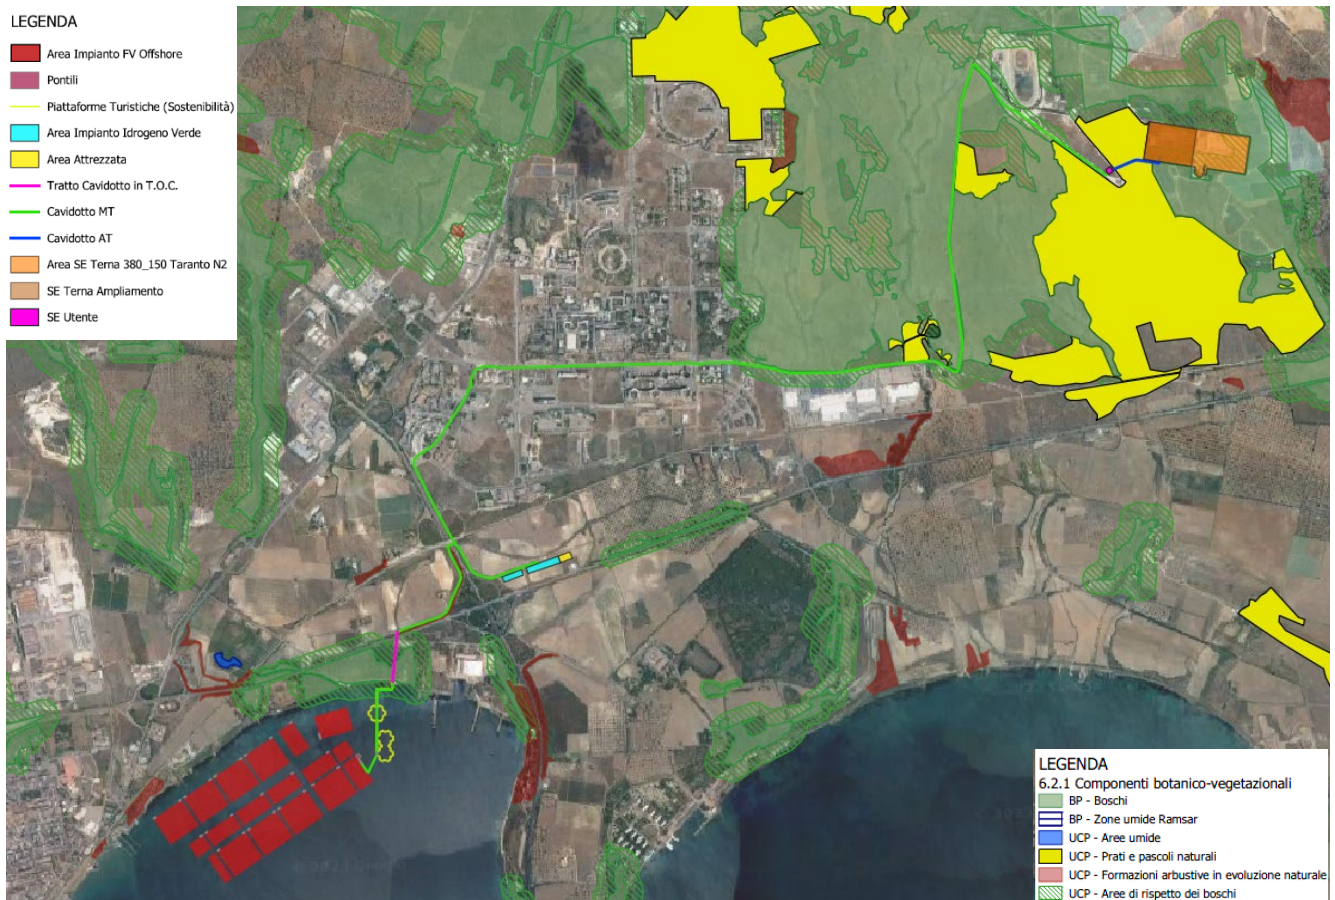 LEGENDA
Area Impianto FV Offshore
Pontili
Piattaforme Turistiche (Sostenibilità)
Area Impianto Idrogeno Verde
Area Attrezzata
Tratto Cavidotto in T.O.C.
Cavidotto MT
Cavidotto AT
Area SE Terna 380_150 Taranto N2
SE Terna Ampliamento
SE Utente
LEGENDA
6.2.1 Componenti botanico-vegetazionali
BP - Boschi
BP - Zone umide Ramsar
UCP - Aree umide
UCP - Prati e pascoli naturali
UCP - Formazioni arbustive in evoluzione naturale
UCP - Aree di rispetto dei boschi